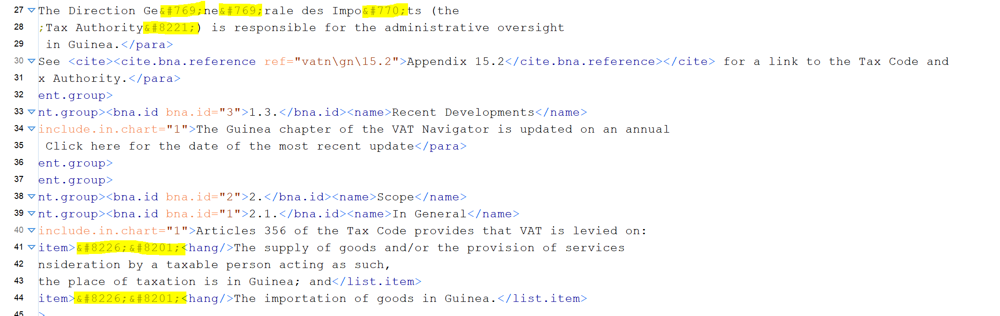 27 The Direction Ge&#769;ne&#769;rale des Impo&#770;ts (the
28 ;Tax Authority&#8221;) is responsible for the administrative oversight
29 in Guinea.</para>
30 See <cite><cite.bna.reference ref="vatn\gn\15.2">Appendix 15.2</cite.bna.reference></cite> for a link to the Tax Code and
31 x Authority.</para>
32 ent.group>
33 nt.group><bna.id bna.id="3">1.3.</bna.id><name>Recent Developments</name>
34 include.in.chart="1">The Guinea chapter of the VAT Navigator is updated on an annual
35 Click here for the date of the most recent update</para>
36 ent.group>
37 ent.group>
38 nt.group><bna.id bna.id="2">2.</bna.id><name>Scope</name>
39 nt.group><bna.id bna.id="1">2.1.</bna.id><name>In General</name>
40 include.in.chart="1">Articles 356 of the Tax Code provides that VAT is levied on:
41 item>&#8226;&#8201;<hang/>The supply of goods and/or the provision of services
42 nsideration by a taxable person acting as such,
43 the place of taxation is in Guinea; and</list.item>
44 item>&#8226;&#8201;<hang/>The importation of goods in Guinea.</list.item>
45 >